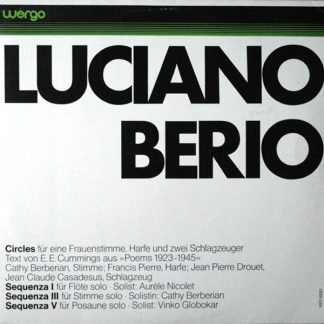 wergo
LUCIANO
BERIO
Circles für eine Frauenstimme, Harfe und zwei Schlagzeuger
Text von E. E. Cummings aus »Poems 1923-1945«
Cathy Berberian, Stimme; Francis Pierre, Harfe; Jean Pierre Drouet,
Jean Claude Casadesus, Schlagzeug
Sequenza I für Flöte solo · Solist: Aurèle Nicolet
Sequenza III für Stimme solo · Solistin: Cathy Berberian
Sequenza V für Posaune solo · Solist: Vinko Globokar